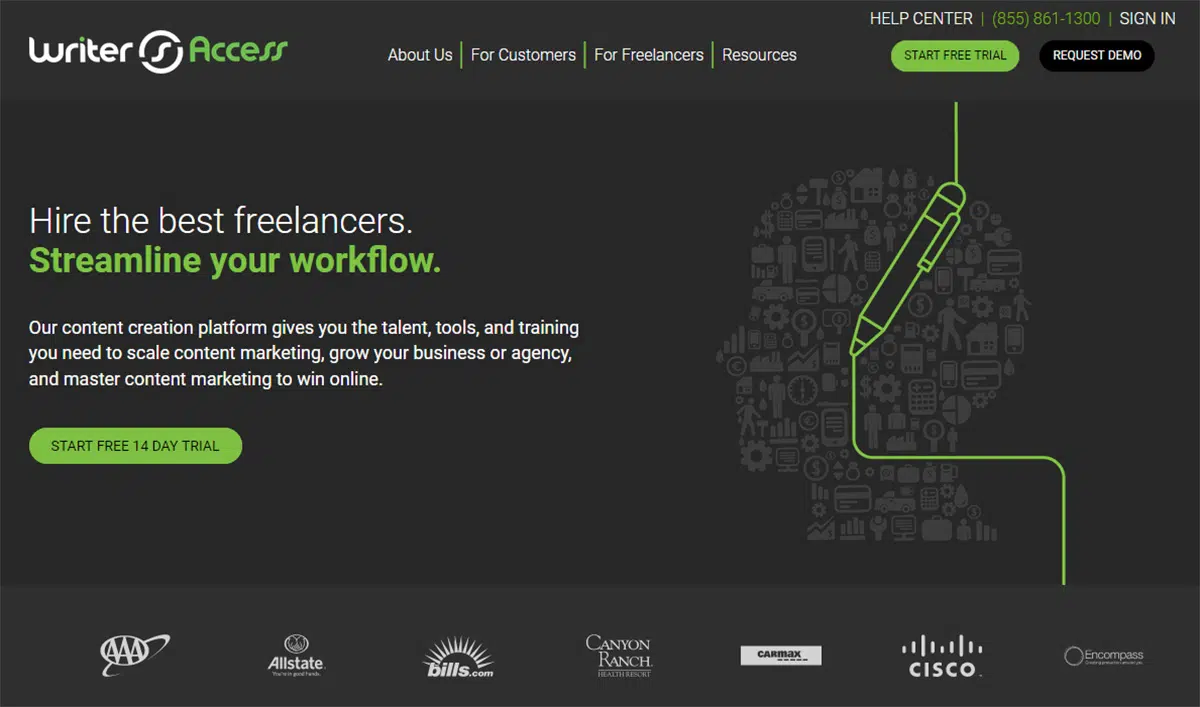 HELP CENTER | (855) 861-1300 | SIGN IN
Writer Access
About Us | For Customers | For Freelancers | Resources
START FREE TRIAL
REQUEST DEMO
Hire the best freelancers.
Streamline your workflow.
Our content creation platform gives you the talent, tools, and training
you need to scale content marketing, grow your business or agency,
and master content marketing to win online.
START FREE 14 DAY TRIAL
AAA
Allstate.
You're in good hands.
bills.com
CANYON
RANCH
HEALTH RESORT
CARMAX
CISCO
Encompass